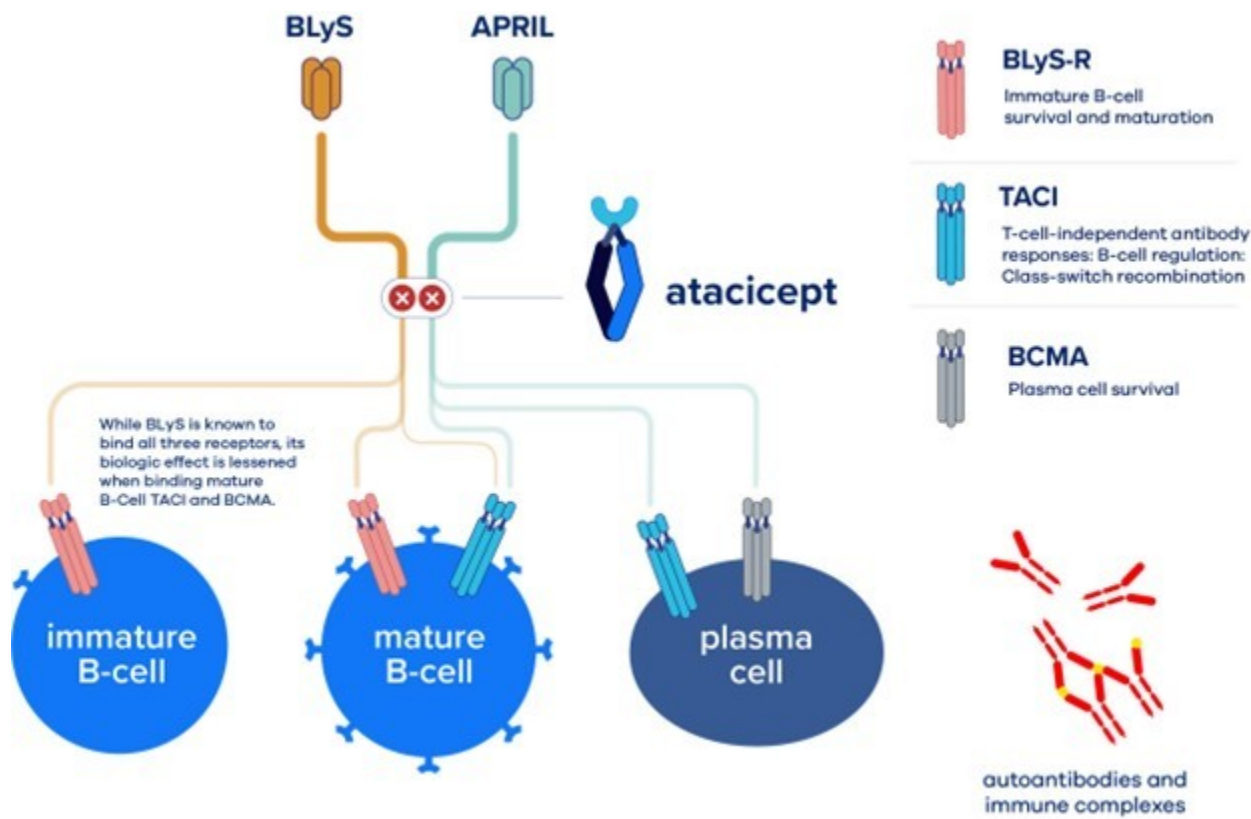 BLyS
APRIL
atacicept
While BLyS is known to
bind all three receptors, its
biologic effect is lessened
when binding mature
B-Cell TACI and BCMA.
immature
B-cell
mature
B-cell
plasma
cell
BLyS-R
Immature B-cell
survival and maturation
TACI
T-cell-independent antibody
responses: B-cell regulation:
Class-switch recombination
BCMA
Plasma cell survival
autoantibodies and
immune complexes